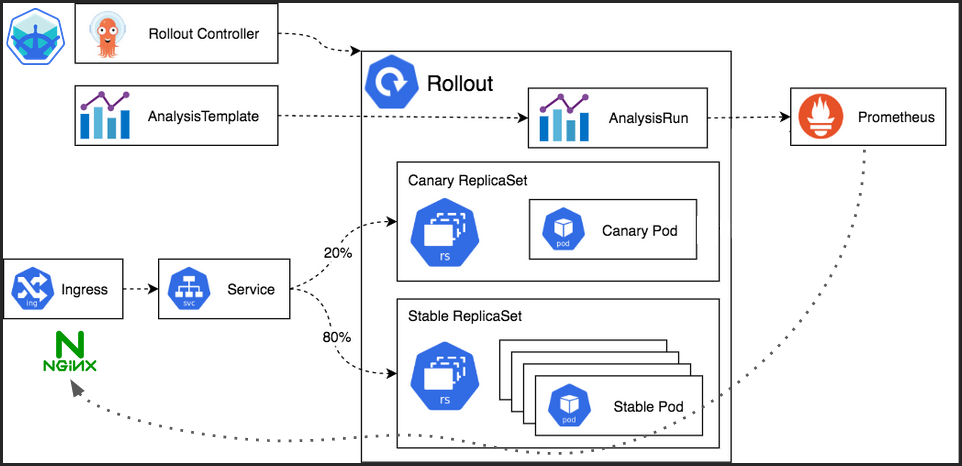 Rollout Controller
Rollout
AnalysisTemplate
AnalysisRun
Prometheus
Canary ReplicaSet
rs
pod
Canary Pod
20%
Ingress
ing
Service
svc
80%
Stable ReplicaSet
rs
pod
Stable Pod
NGINX